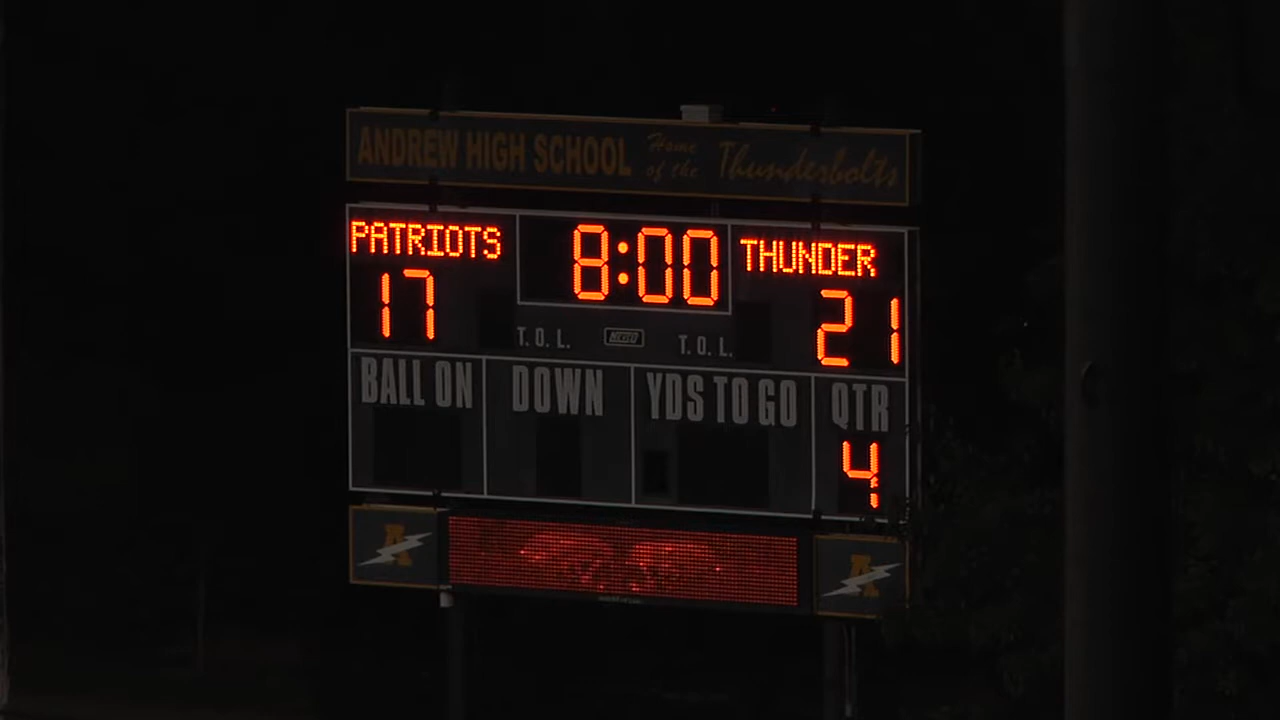 ANDREW HIGH SCHOOL Home of the Thunderbolts
PATRIOTS 8:00 THUNDER
17 21
T. O. L. T. O. L.
BALL ON DOWN YDS TO GO QTR
4
A A